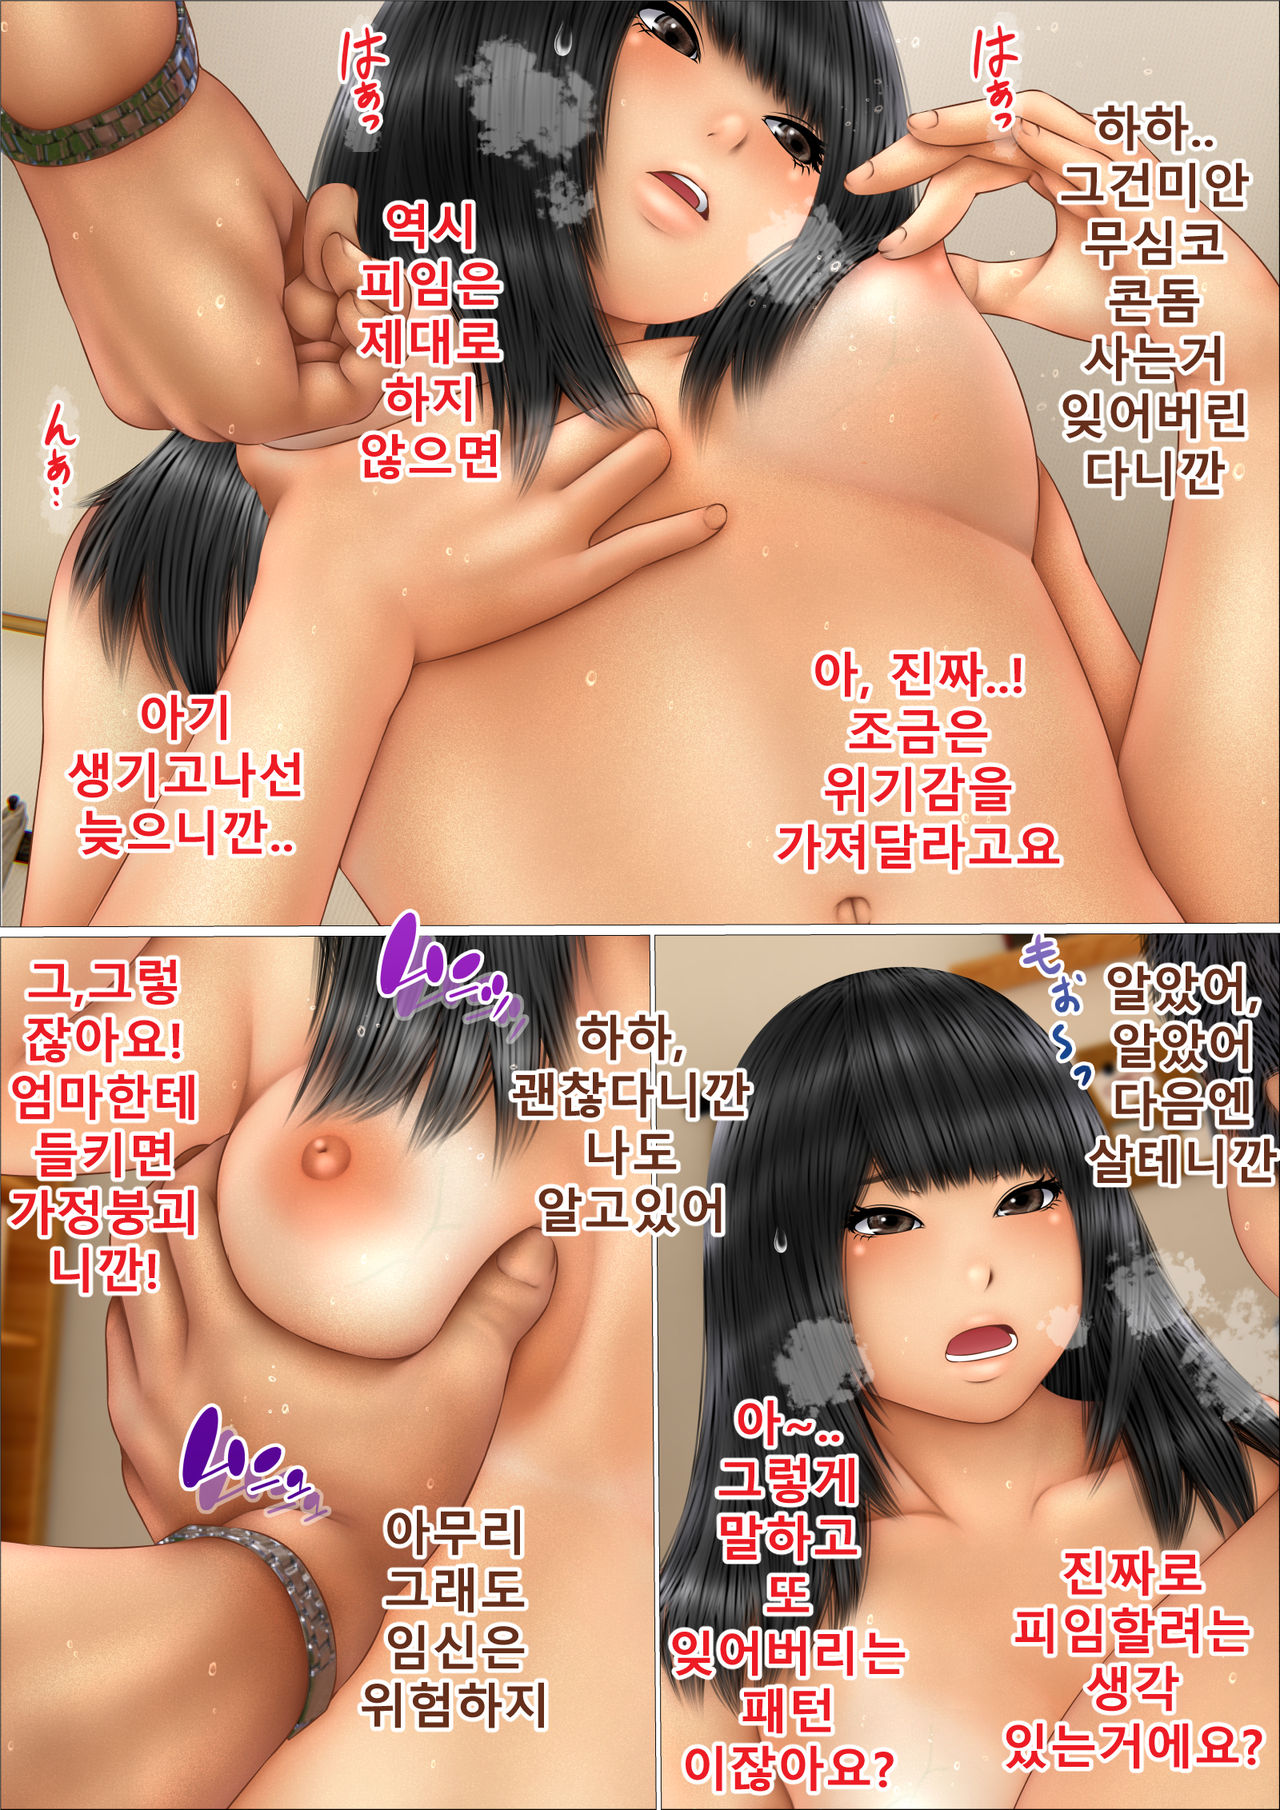 はあっ
はあっ
んあ…
하하..
그건미안
무심코
콘돔
사는거
잊어버린
다니깐
역시
피임은
제대로
하지
않으면
아기
생기고나선
늦으니깐..
아, 진짜..!
조금은
위기감을
가져달라고요
그,그렇
잖아요!
엄마한테
들키면
가정붕괴
니깐!
하하,
괜찮다니깐
나도
알고있어
아무리
그래도
임신은
위험하지
もお～っ
알았어,
알았어
다음엔
살테니깐
아~..
그렇게
말하고
또
잊어버리는
패턴
이잖아요?
진짜로
피임할려는
생각
있는거에요?